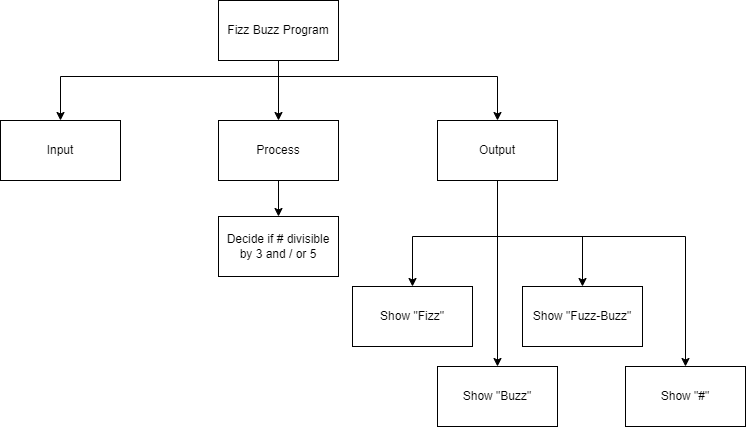 Fizz Buzz Program
Input
Process
Output
Decide if # divisible
by 3 and / or 5
Show "Fizz"
Show "Fuzz-Buzz"
Show "Buzz"
Show "#"